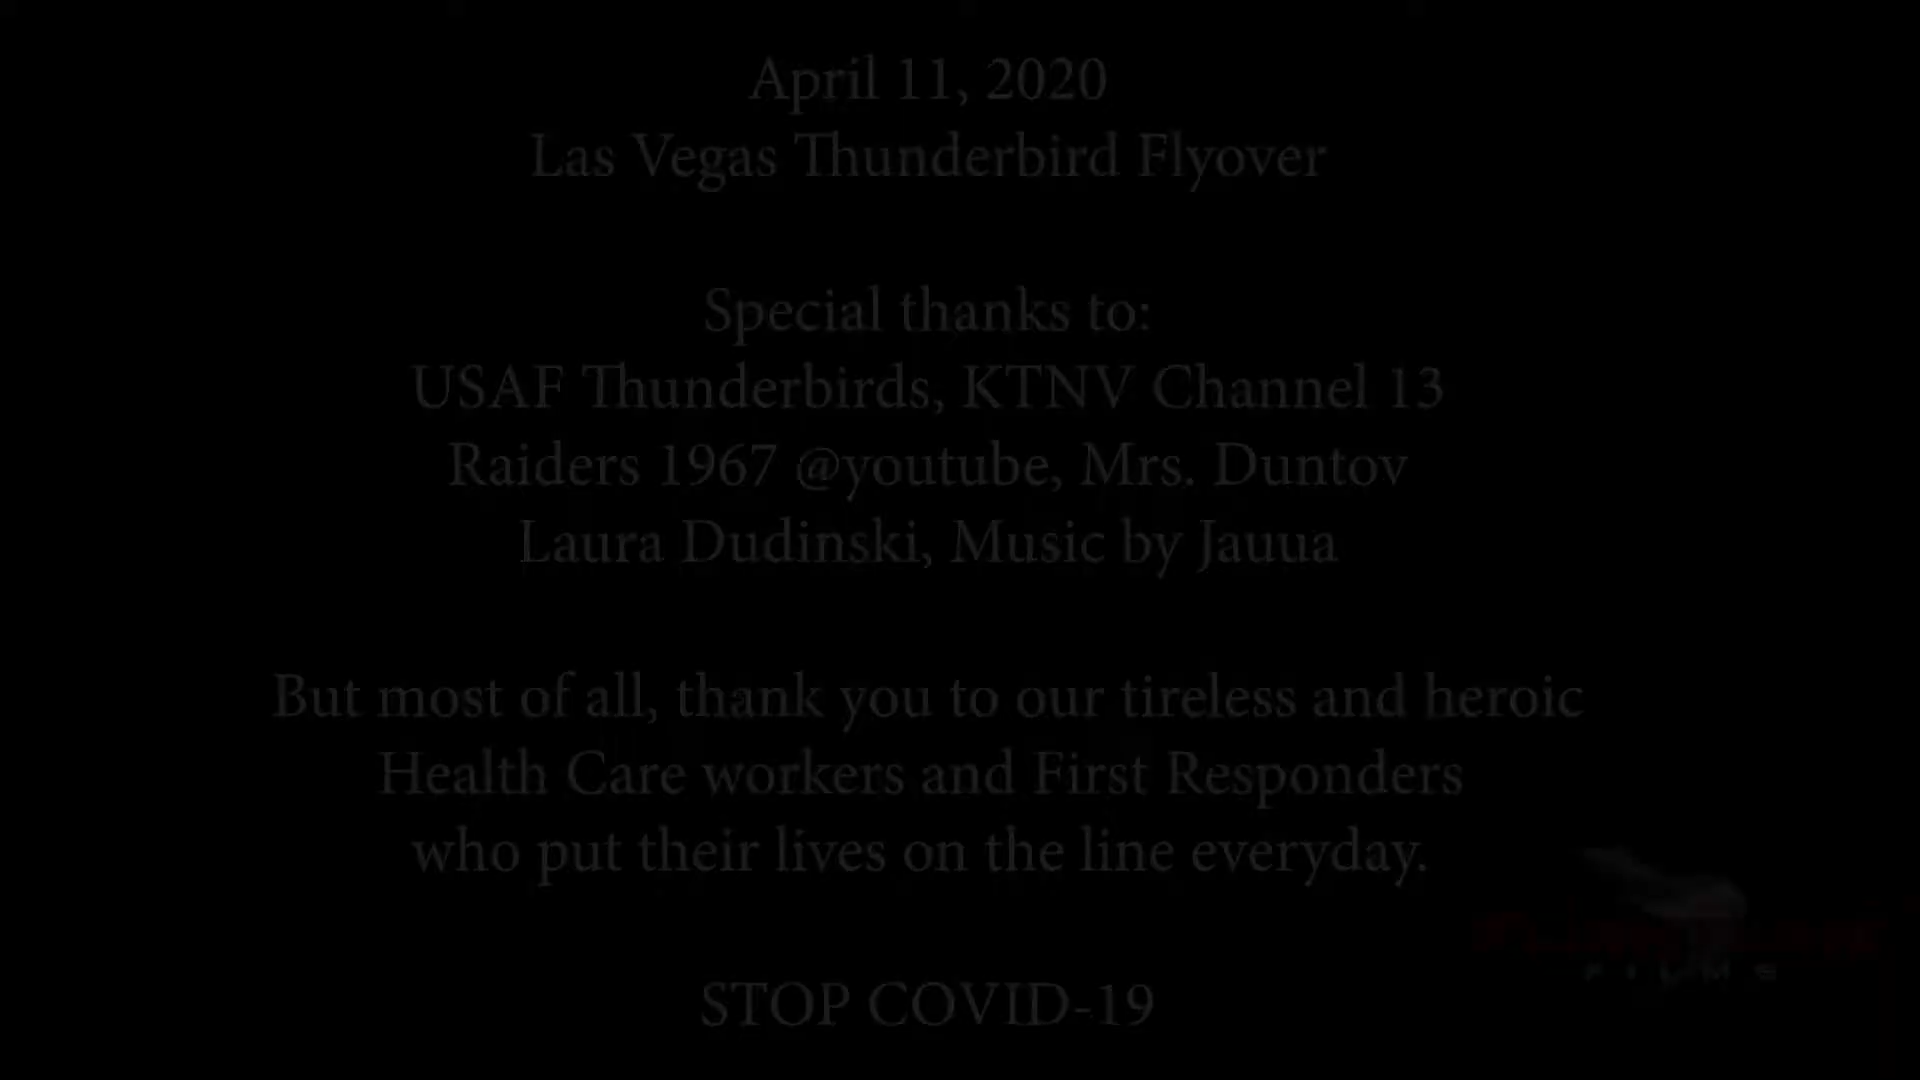 April 11, 2020
Las Vegas Thunderbird Flyover
Special thanks to:
USAF Thunderbirds, KTNV Channel 13
Raiders 1967 @youtube, Mrs. Duntov
Laura Dudinski, Music by Jauua
But most of all, thank you to our tireless and heroic
Health Care workers and First Responders
who put their lives on the line everyday.
FILMS
STOP COVID-19